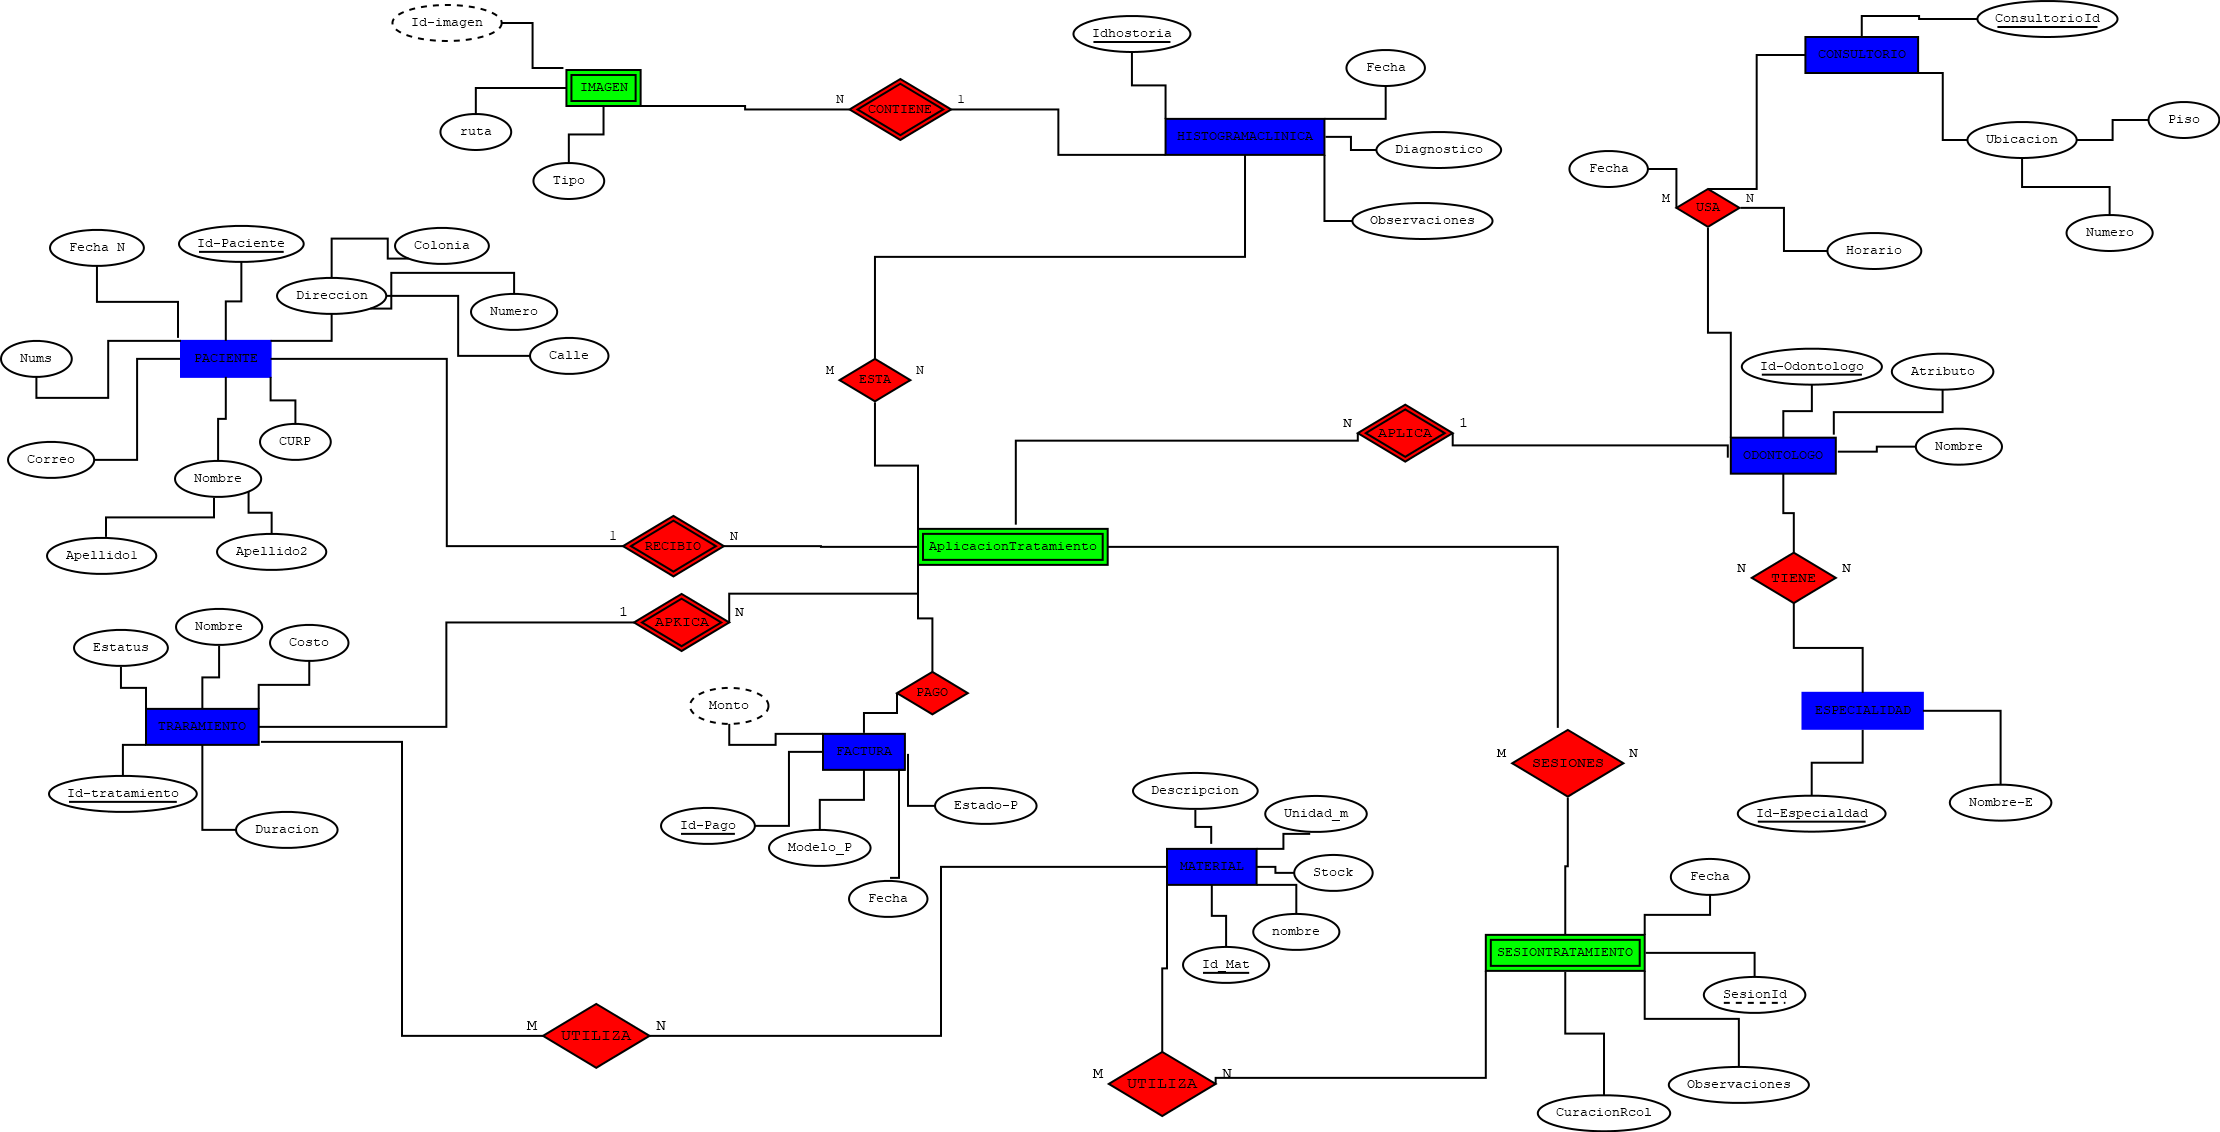 Id-imagen
IMAGEN
ruta
Tipo
N
CONTIENE
1
Idhostoria
Fecha
HISTOGRAMACLINICA
Diagnostico
Observaciones
ConsultorioId
CONSULTORIO
Piso
Ubicacion
Numero
Fecha
M
USA
N
Horario
Fecha N
Id-Paciente
Colonia
Direccion
Numero
Calle
Nums
PACIENTE
CURP
Correo
Nombre
Apellido1
Apellido2
M
ESTA
N
N
APLICA
1
Id-Odontologo
Atributo
Nombre
ODONTOLOGO
1
RECIBIO
N
AplicacionTratamiento
N
TIENE
N
1
APKICA
N
Estatus
Nombre
Costo
TRARAMIENTO
Id-tratamiento
Duracion
PAGO
Monto
FACTURA
Id-Pago
Modelo_P
Estado-P
Fecha
M
SESIONES
N
ESPECIALIDAD
Id-Especialdad
Nombre-E
Descripcion
Unidad_m
MATERIAL
Stock
nombre
Id_Mat
Fecha
SESIONTRATAMIENTO
SesionId
Observaciones
CuracionRcol
M
UTILIZA
N
M
UTILIZA
N